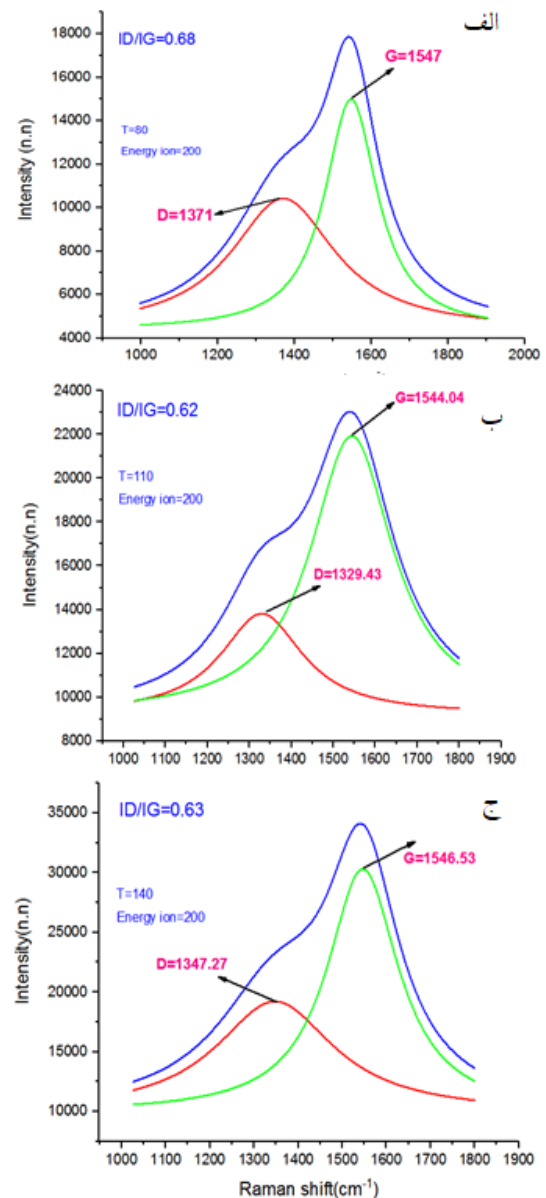 الف
ID/IG=0.68
G=1547
T=80
Energy ion=200
D=1371
Intensity (n.n)
18000
16000
14000
12000
10000
8000
6000
4000
1000 1200 1400 1600 1800 2000
ب
ID/IG=0.62
G=1544.04
T=110
Energy ion=200
D=1329.43
Intensity(n.n)
24000
22000
20000
18000
16000
14000
12000
10000
8000
1000 1100 1200 1300 1400 1500 1600 1700 1800 1900
ج
ID/IG=0.63
G=1546.53
T=140
Energy ion=200
D=1347.27
Intensity(n.n)
35000
30000
25000
20000
15000
10000
1000 1100 1200 1300 1400 1500 1600 1700 1800 1900
Raman shift(cm⁻¹)